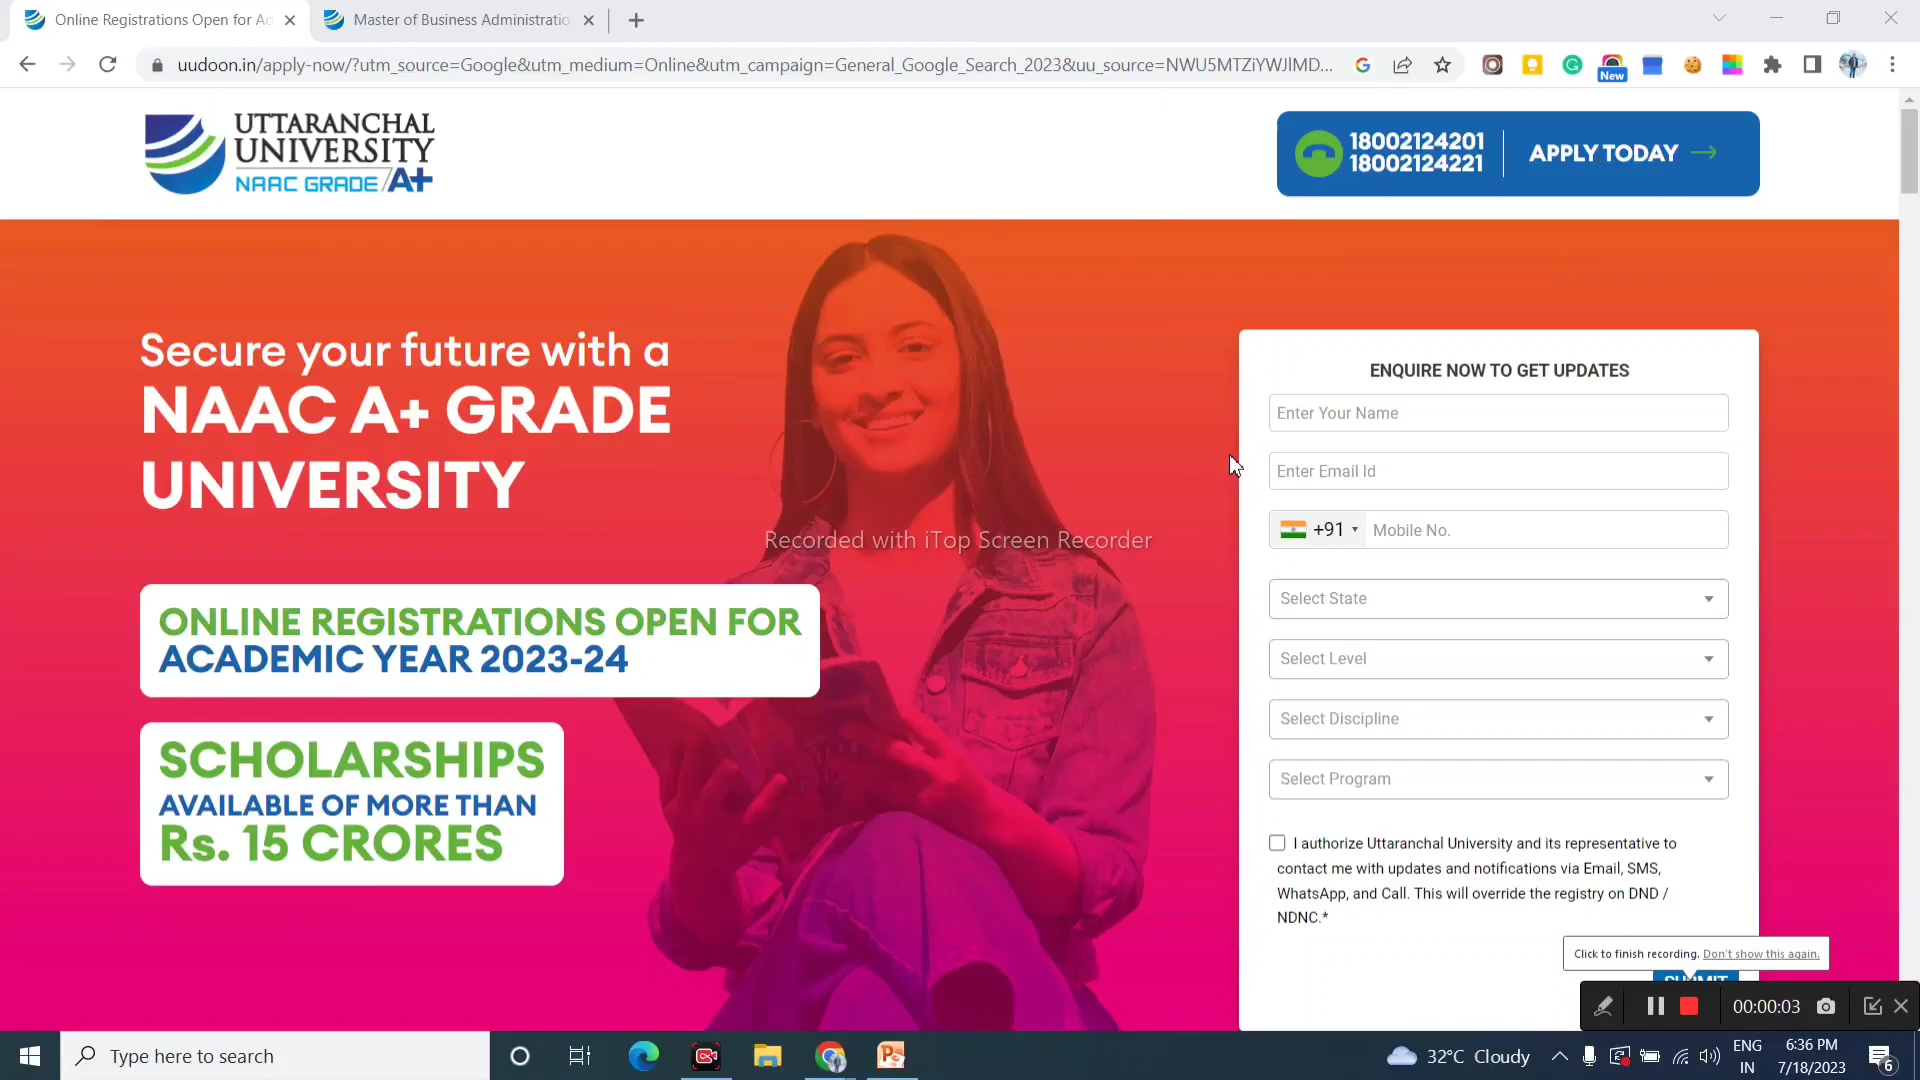 Online Registrations Open for Ad
Master of Business Administratio
uudoon.in/apply-now/?utm_source=Google&utm_medium=Online&utm_campaign=General_Google_Search_2023&uu_source=NWU5MTZiYWJlMD...
New
UTTARANCHAL
UNIVERSITY
NAAC GRADE A+
18002124201
18002124221
APPLY TODAY
Secure your future with a
NAAC A+ GRADE
UNIVERSITY
ONLINE REGISTRATIONS OPEN FOR
ACADEMIC YEAR 2023-24
SCHOLARSHIPS
AVAILABLE OF MORE THAN
Rs. 15 CRORES
Recorded with iTop Screen Recorder
ENQUIRE NOW TO GET UPDATES
Enter Your Name
Enter Email Id
+91
Mobile No.
Select State
Select Level
Select Discipline
Select Program
I authorize Uttaranchal University and its representative to
contact me with updates and notifications via Email, SMS,
WhatsApp, and Call. This will override the registry on DND /
NDNC.*
Click to finish recording. Don't show this again.
SUBMIT
00:00:03
Type here to search
32°C Cloudy
ENG
IN
6:36 PM
7/18/2023
6